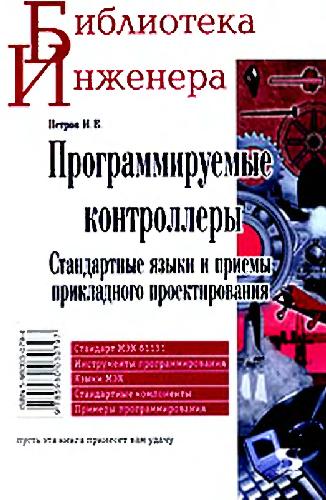 Библиотека
Инженера
Петров И. В.
Программируемые
контроллеры
Стандартные языки и приемы
прикладного проектирования
Стандарт МЭК 61131
Инструменты программирования
Языки МЭК
Стандартные компоненты
Примеры программирования
пусть эта книга принесет вам удачу